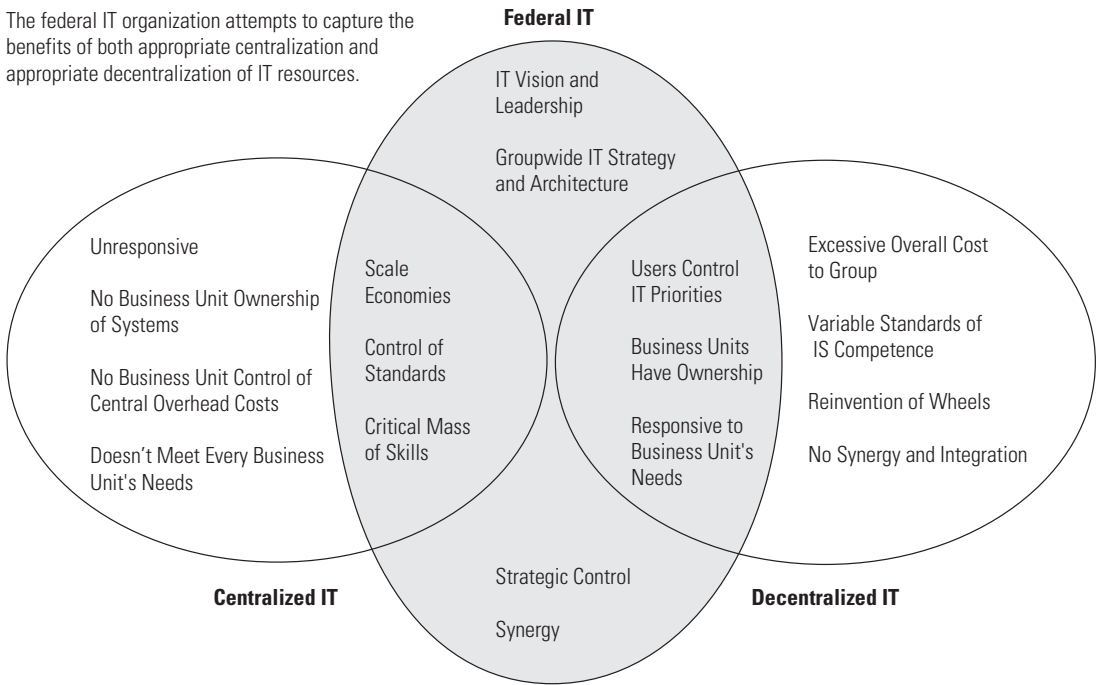 The federal IT organization attempts to capture the
benefits of both appropriate centralization and
appropriate decentralization of IT resources.
Federal IT
IT Vision and
Leadership
Groupwide IT Strategy
and Architecture
Unresponsive
No Business Unit Ownership
of Systems
No Business Unit Control of
Central Overhead Costs
Doesn't Meet Every Business
Unit's Needs
Scale
Economies
Control of
Standards
Critical Mass
of Skills
Users Control
IT Priorities
Business Units
Have Ownership
Responsive to
Business Unit's
Needs
Excessive Overall Cost
to Group
Variable Standards of
IS Competence
Reinvention of Wheels
No Synergy and Integration
Strategic Control
Synergy
Centralized IT
Decentralized IT